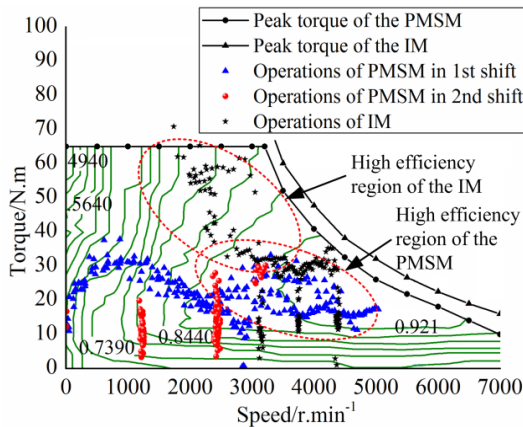 Peak torque of the PMSM
Peak torque of the IM
Operations of PMSM in 1st shift
Operations of PMSM in 2nd shift
Operations of IM
100
90
80
70
60
50
40
30
20
10
0
Torque/N.m
.4940
.5640
0.7390
0.8440
0.921
High efficiency
region of the IM
High efficiency
region of the
PMSM
0 1000 2000 3000 4000 5000 6000 7000
Speed/r.min-1